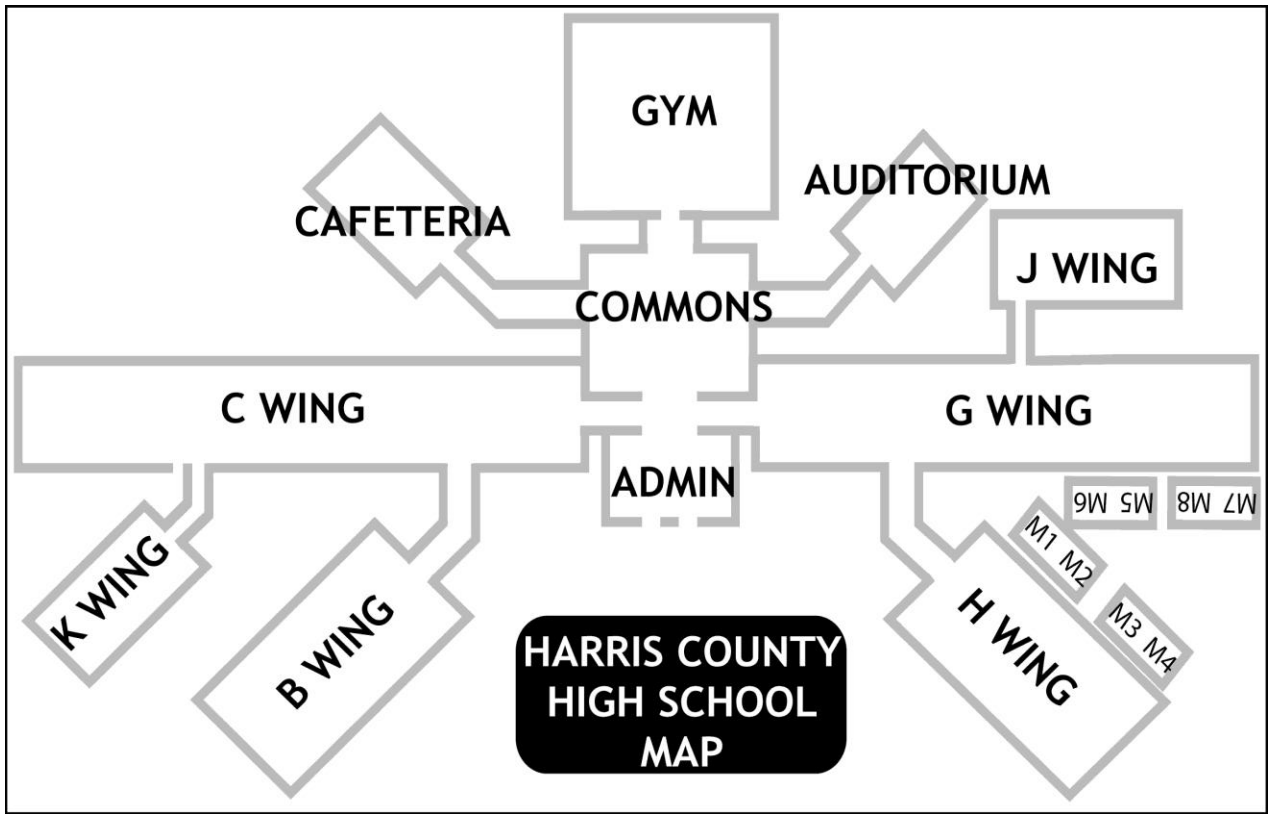 GYM
AUDITORIUM
CAFETERIA
J WING
COMMONS
C WING
G WING
ADMIN
M6 M5
M8 M7
M1 M2
K WING
M3 M4
B WING
H WING
HARRIS COUNTY
HIGH SCHOOL
MAP